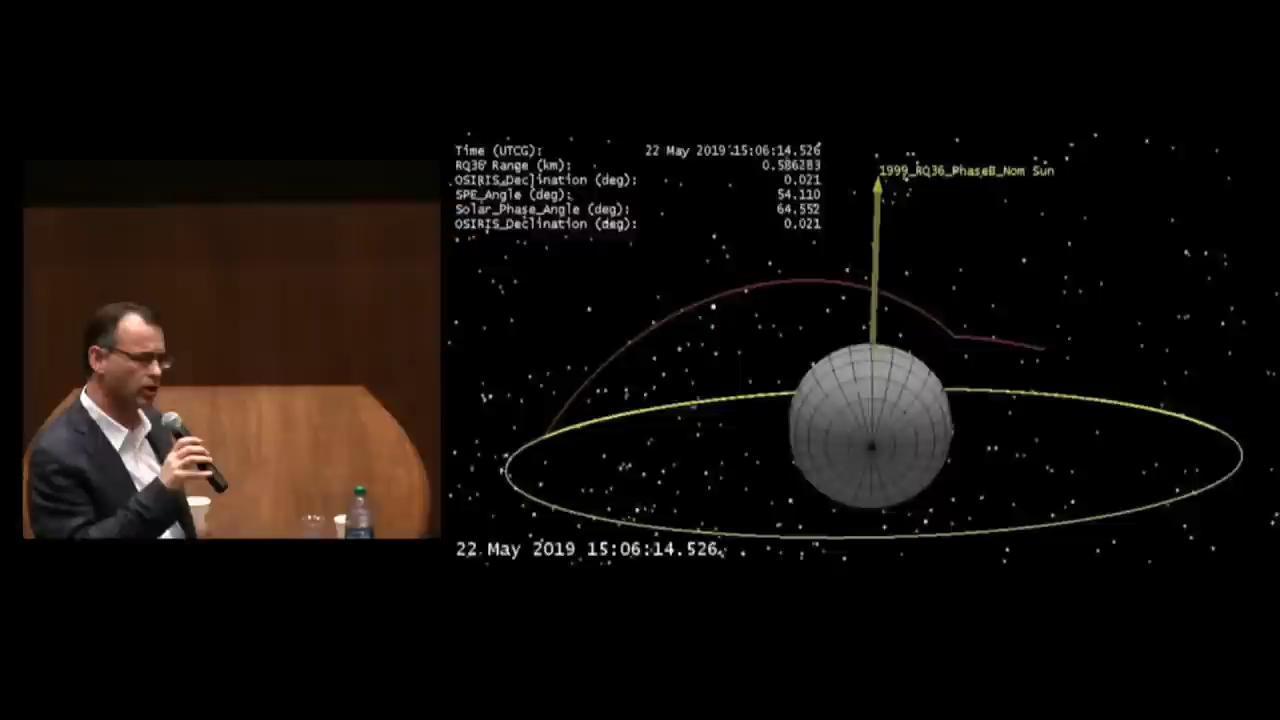 Time (UTCG): 22 May 2019 15:06:14.526
RQ36 Range (km): 0.586283
OSIRIS_Declination (deg): 0.021
SPE_Angle (deg): 54.110
Solar_Phase_Angle (deg): 64.552
OSIRIS_Declination (deg): 0.021
1999_RQ36_PhaseB_Nom Sun
22 May 2019 15:06:14.526